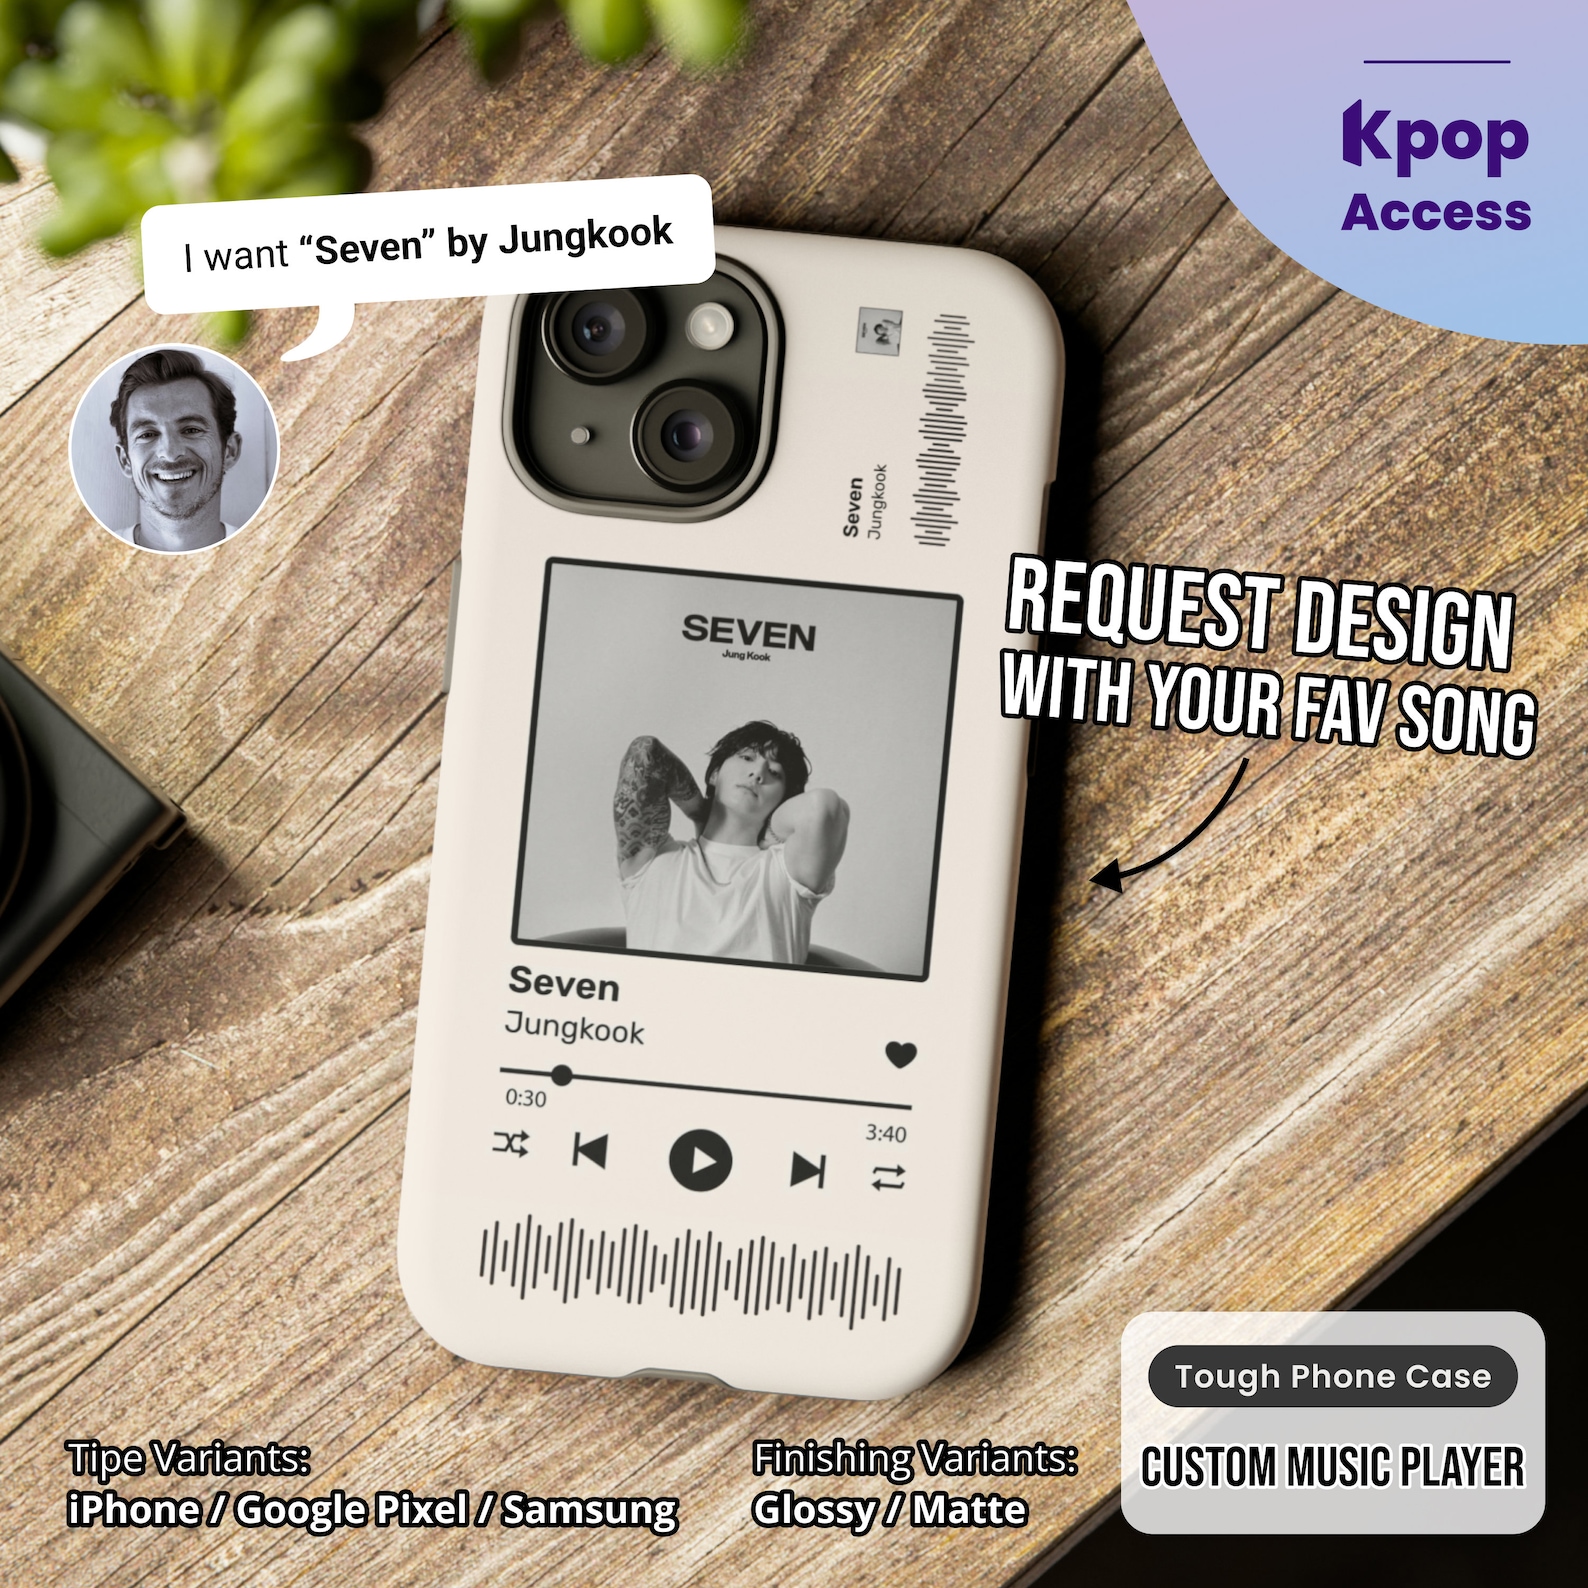 Kpop
Access
I want “Seven” by Jungkook
Seven
Jungkook
REQUEST DESIGN
WITH YOUR FAV SONG
SEVEN
Jung Kook
Seven
Jungkook
0:30
3:40
Tough Phone Case
CUSTOM MUSIC PLAYER
Tipe Variants:
iPhone / Google Pixel / Samsung
Finishing Variants:
Glossy / Matte